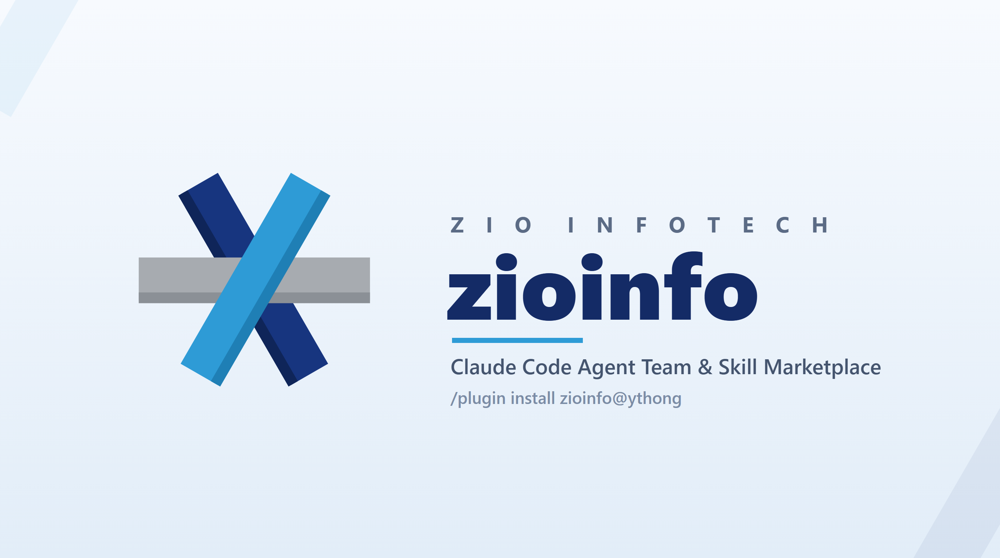 ZIO INFOTECH
zioinfo
Claude Code Agent Team & Skill Marketplace
/plugin install zioinfo@ythong